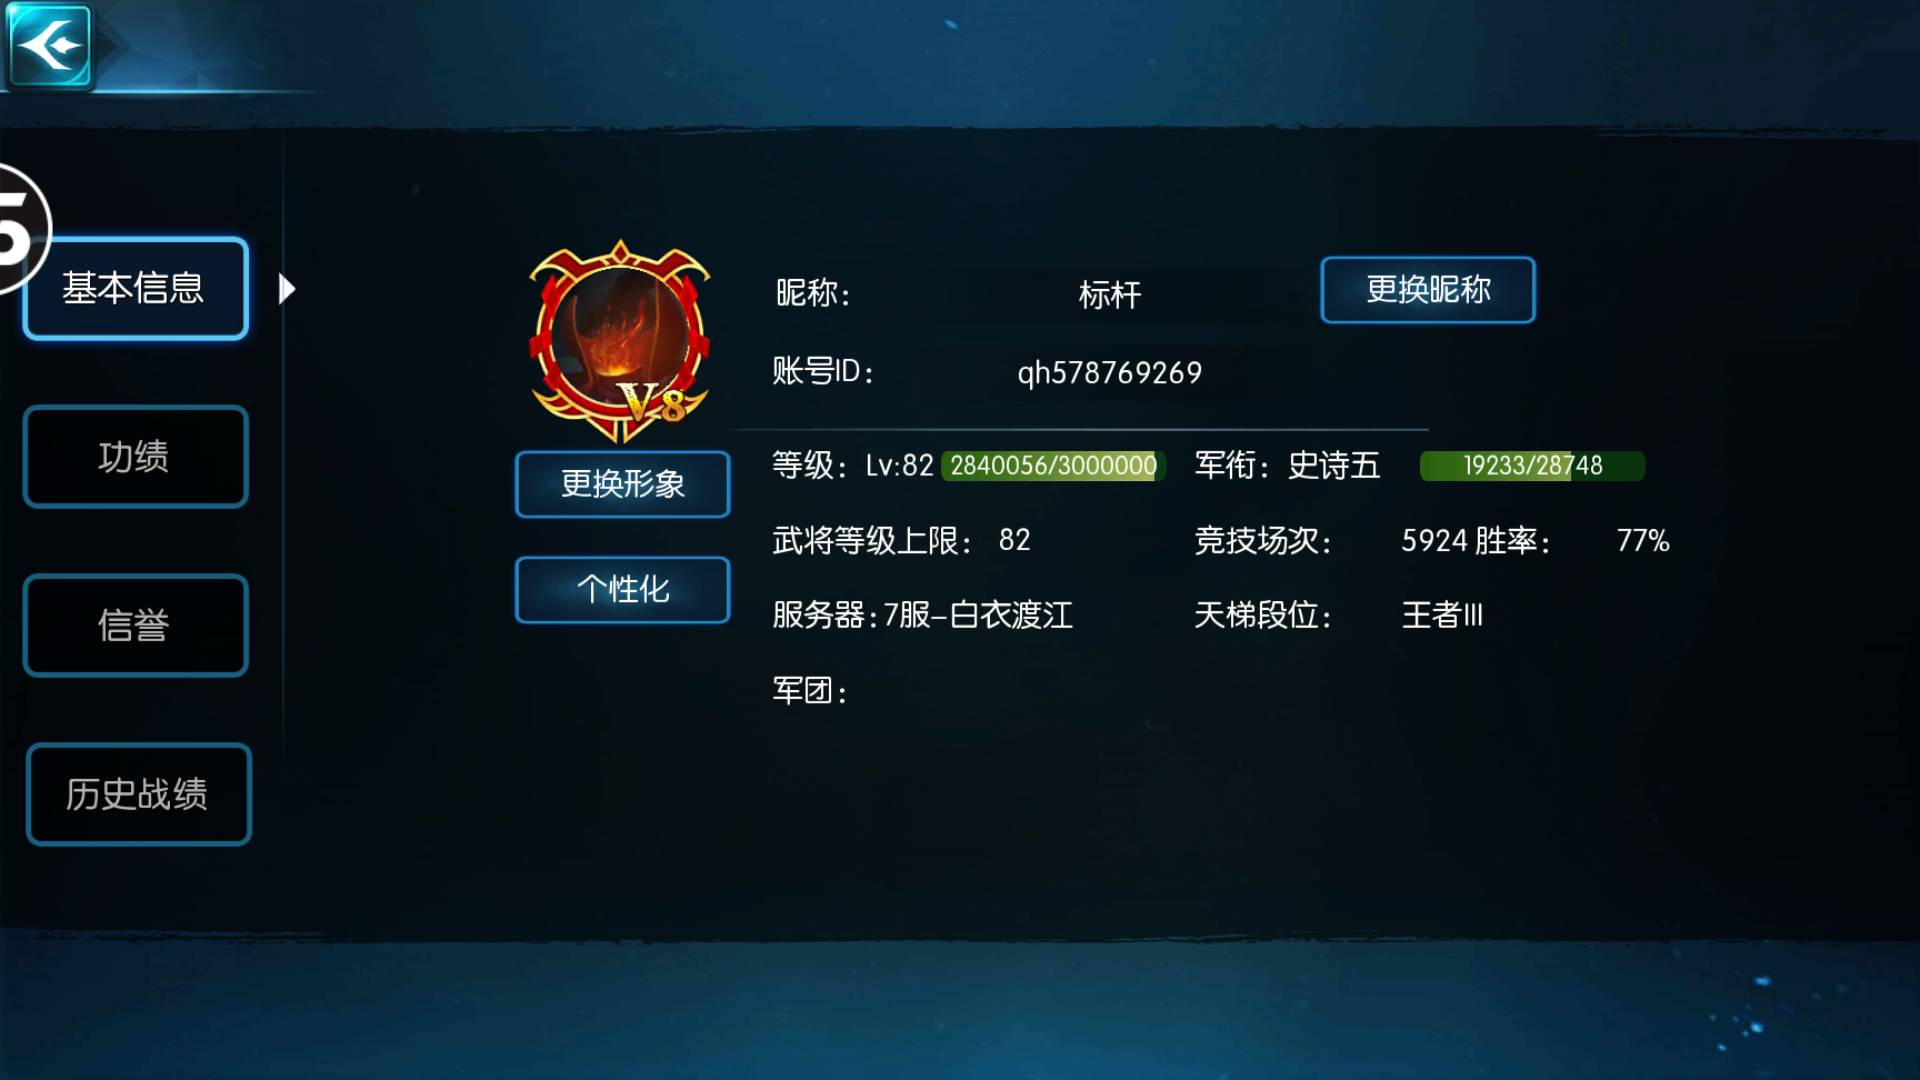 5
基本信息
功绩
信誉
历史战绩
V8
更换形象
个性化
昵称: 标杆 更换昵称
账号ID: qh578769269
等级: Lv:82 2840056/3000000 军衔: 史诗五 19233/28748
武将等级上限: 82 竞技场次: 5924 胜率: 77%
服务器:7服-白衣渡江 天梯段位: 王者III
军团: